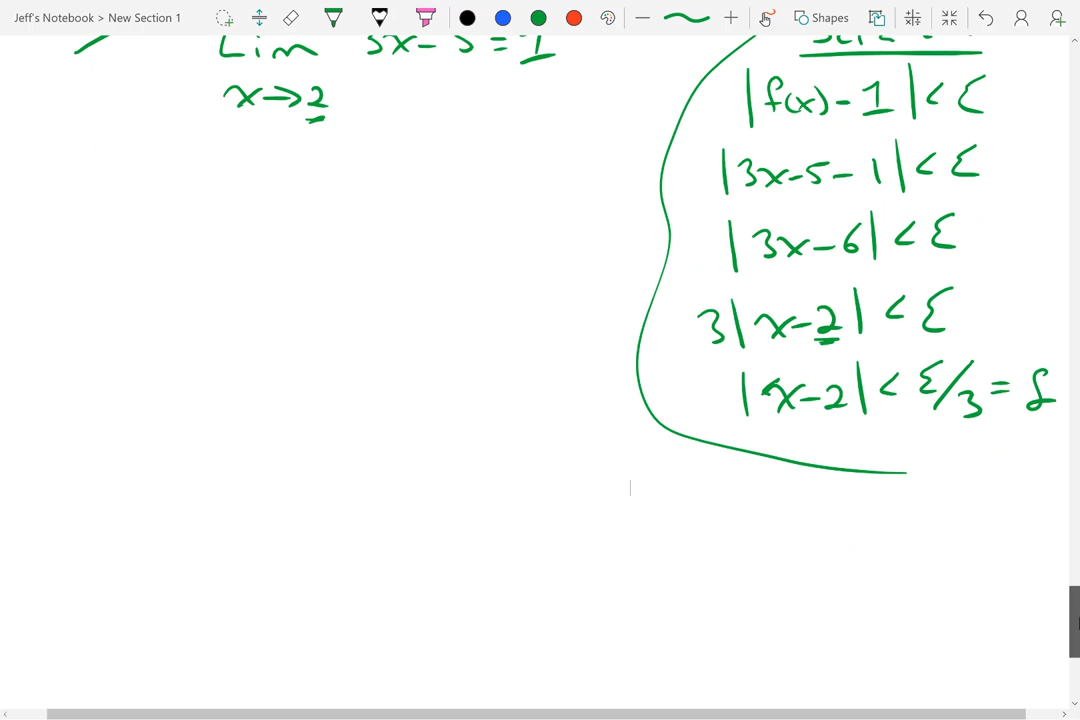 Jeff's Notebook > New Section 1
Shapes
Lim 3x-5=1
x→2
|f(x)-1|<ε
|3x-5-1|<ε
|3x-6|<ε
3|x-2|<ε
|x-2|<ε/3=δ